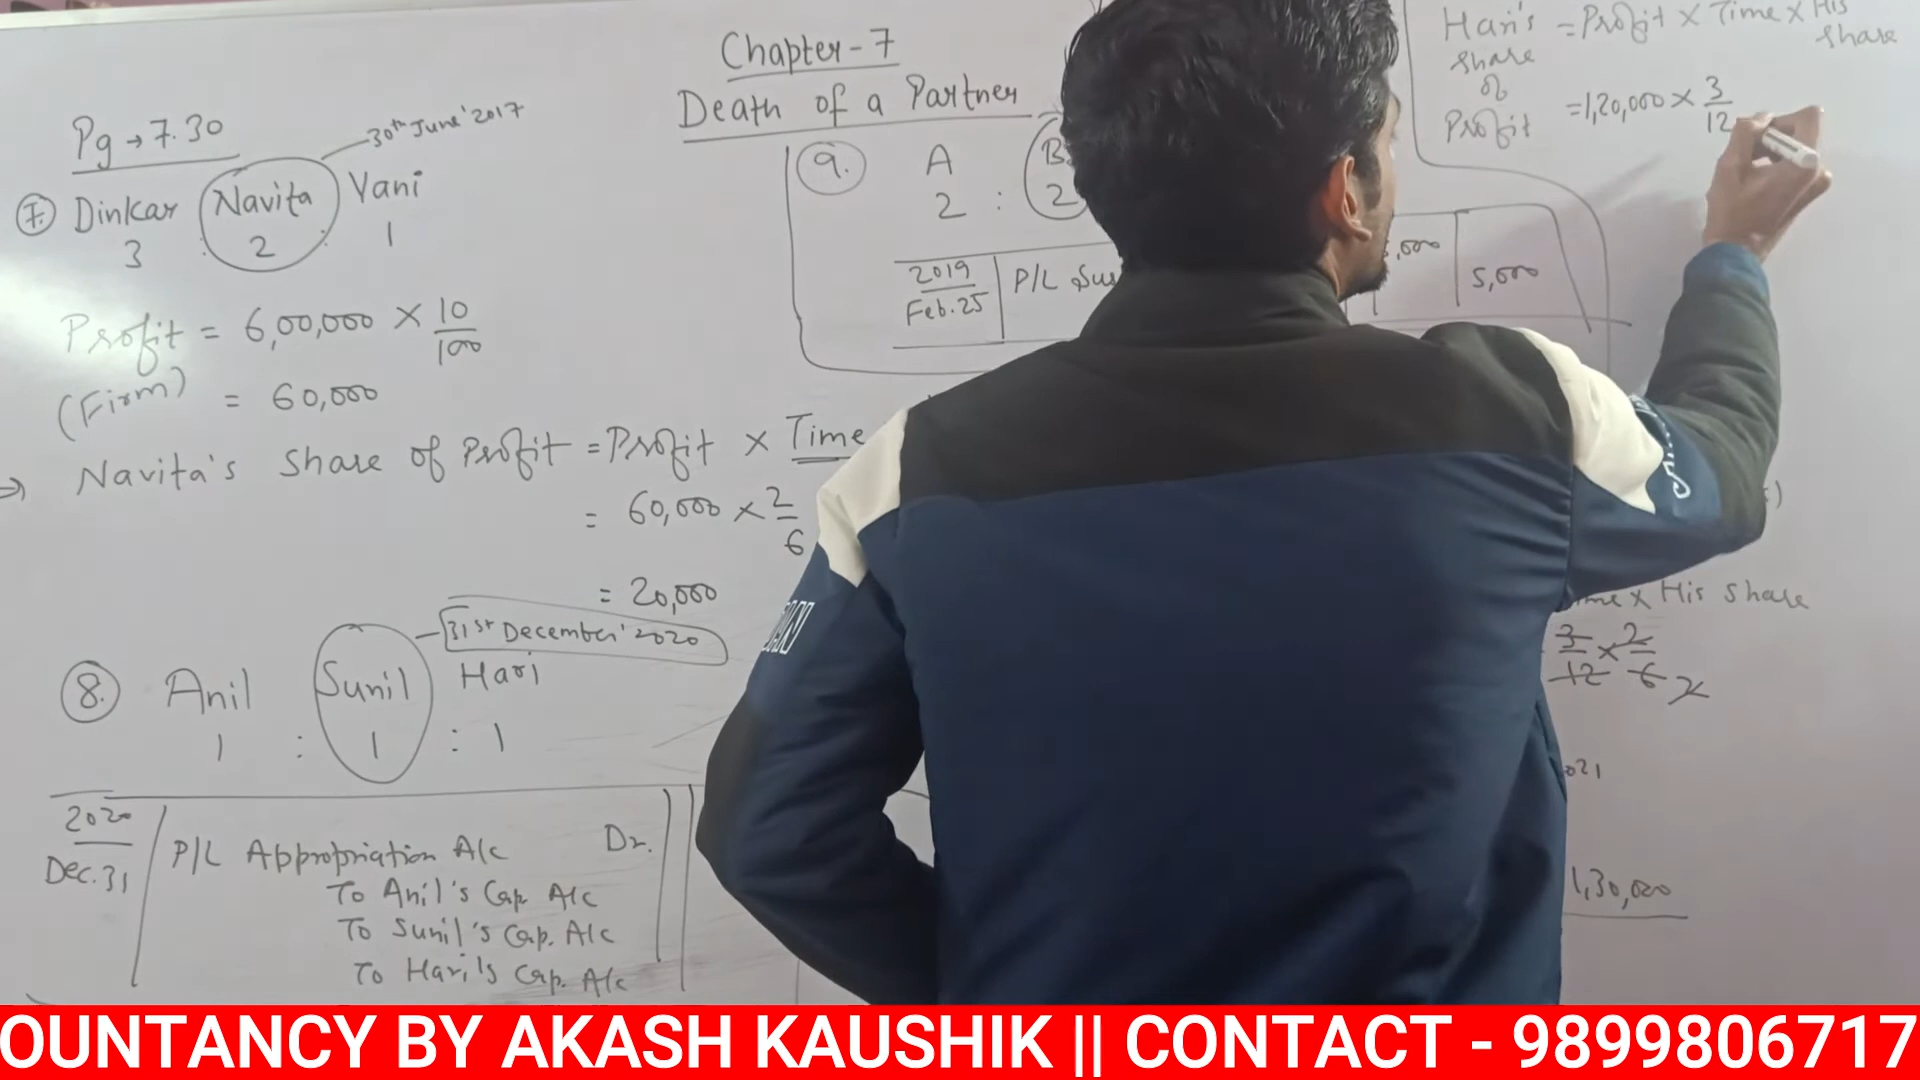 Chapter-7
Death of a Partner
Pg → 7.30
30th June'2017
7. Dinkar Navita Vani
3 : 2 : 1
Profit = 6,00,000 × 10/100
(Firm) = 60,000
⇒ Navita's Share of Profit = Profit × Time
= 60,000 × 2/6
= 20,000
31st December'2020
8. Anil Sunil Hari
1 : 1 : 1
2020
Dec.31
P/L Appropriation A/c Dr.
To Anil's Cap. A/c
To Sunil's Cap. A/c
To Hari's Cap. A/c
9. A B
2 : 2
2019
Feb.25
P/L Sus
5,000
Hari's share of Profit = Profit × Time × His share
= 1,20,000 × 3/12
× His share
3/12 × 2/6
1,30,000
OUNTANCY BY AKASH KAUSHIK || CONTACT - 9899806717